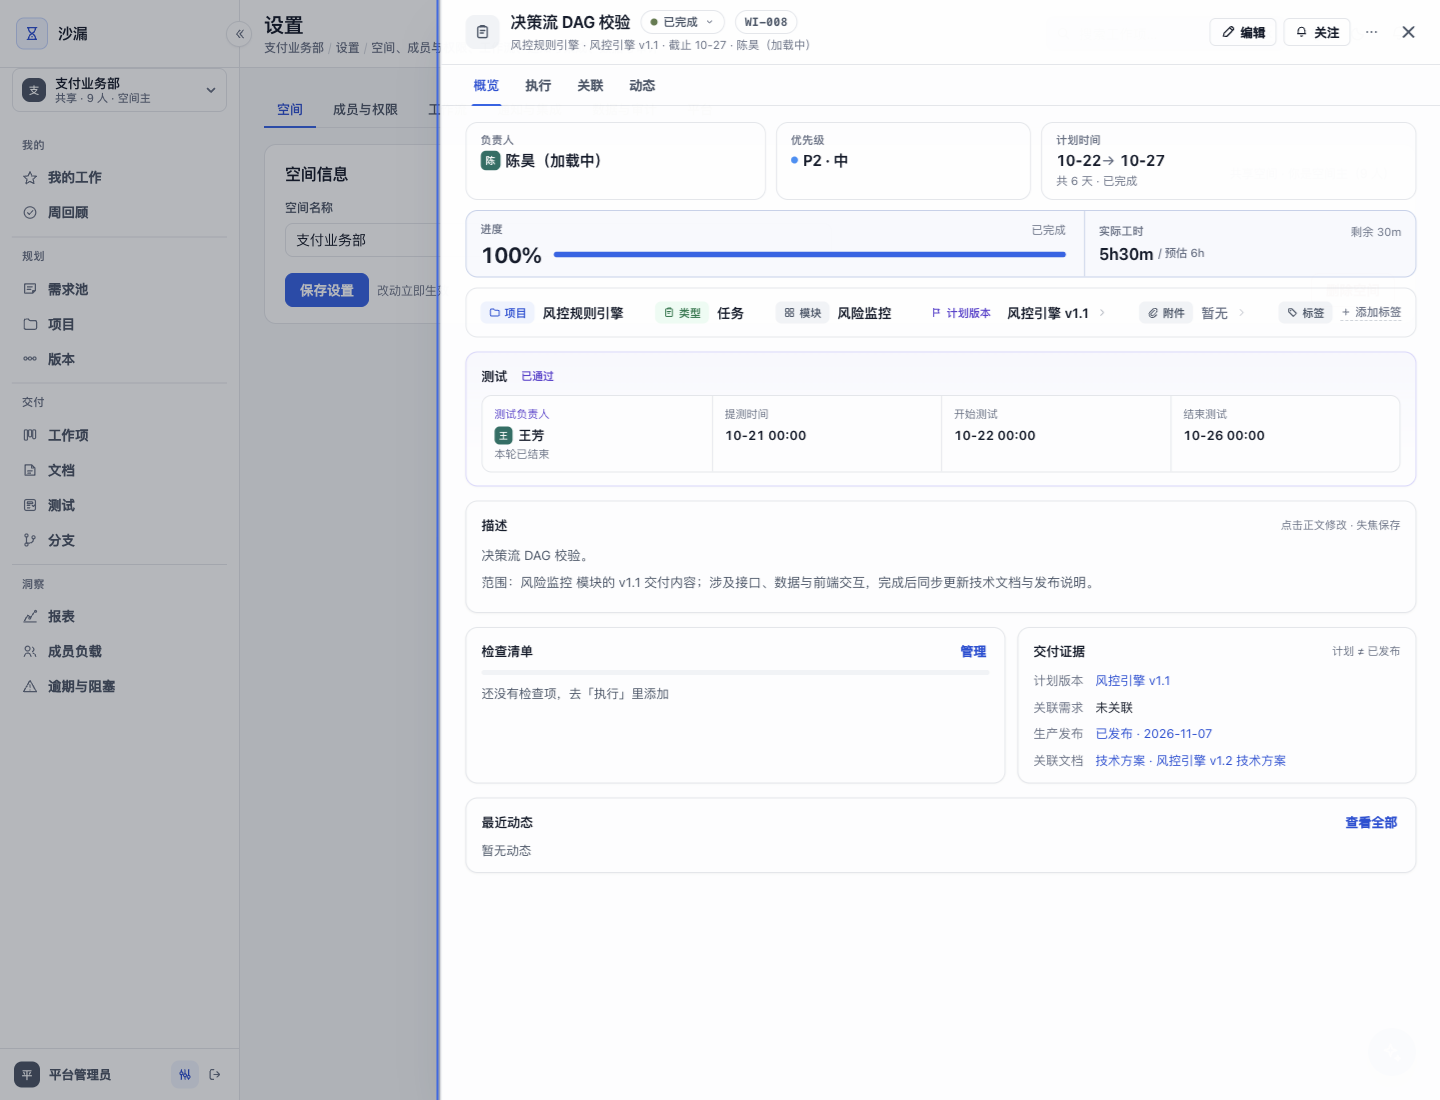 沙漏
支付业务部
共享 · 9 人 · 空间主
我的
我的工作
周回顾
规划
需求池
项目
版本
交付
工作项
文档
测试
分支
洞察
报表
成员负载
逾期与阻塞
平
平台管理员
设置
支付业务部 / 设置 / 空间、成员与
空间
成员与权限
空间信息
空间名称
支付业务部
保存设置
改动立即生
决策流 DAG 校验
已完成
WI-008
风控规则引擎 · 风控引擎 v1.1 · 截止 10-27 · 陈昊（加载中）
编辑
关注
概览
执行
关联
动态
负责人
陈 陈昊（加载中）
优先级
P2 · 中
计划时间
10-22→ 10-27
共 6 天 · 已完成
进度
已完成
100%
实际工时
剩余 30m
5h30m / 预估 6h
项目 风控规则引擎
类型 任务
模块 风险监控
计划版本 风控引擎 v1.1
附件 暂无
标签 + 添加标签
测试 已通过
测试负责人
王 王芳
本轮已结束
提测时间
10-21 00:00
开始测试
10-22 00:00
结束测试
10-26 00:00
描述
点击正文修改 · 失焦保存
决策流 DAG 校验。
范围：风险监控 模块的 v1.1 交付内容；涉及接口、数据与前端交互，完成后同步更新技术文档与发布说明。
检查清单
管理
还没有检查项，去「执行」里添加
交付证据
计划 ≠ 已发布
计划版本 风控引擎 v1.1
关联需求 未关联
生产发布 已发布 · 2026-11-07
关联文档 技术方案 · 风控引擎 v1.2 技术方案
最近动态
查看全部
暂无动态